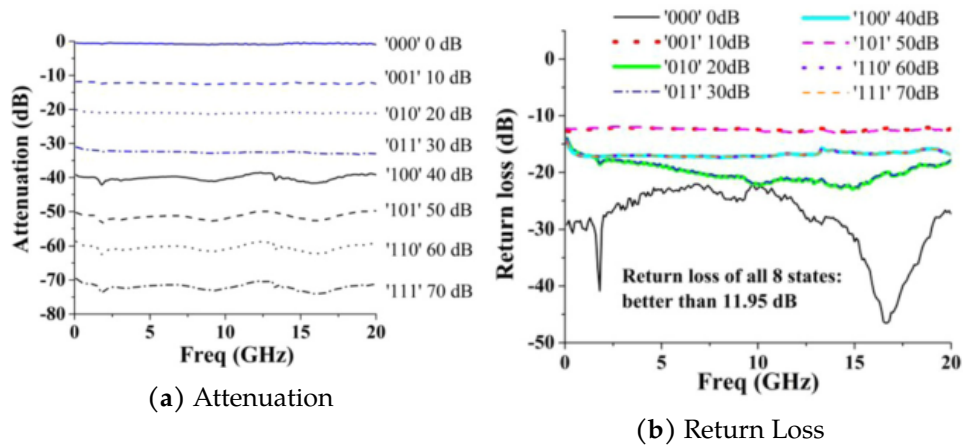 0
-10
-20
-30
-40
-50
-60
-70
-80
Attenuation (dB)
0 5 10 15 20
Freq (GHz)
'000' 0 dB
'001' 10 dB
'010' 20 dB
'011' 30 dB
'100' 40 dB
'101' 50 dB
'110' 60 dB
'111' 70 dB
(a) Attenuation
'000' 0dB '100' 40dB
'001' 10dB '101' 50dB
'010' 20dB '110' 60dB
'011' 30dB '111' 70dB
0
-10
-20
-30
-40
-50
Return loss (dB)
Return loss of all 8 states:
better than 11.95 dB
0 5 10 15 20
Freq (GHz)
(b) Return Loss